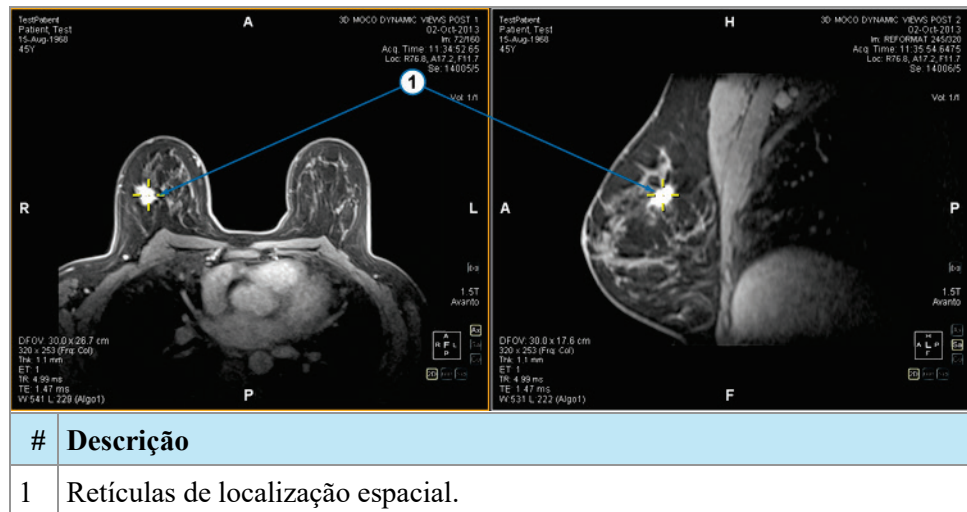 TestPatient
Patient, Test
15-Aug-1968
45Y
A
3D MOCO DYNAMIC VIEWS POST 1
02-Oct-2013
Im: 72/160
Acq. Time: 11:34:52.65
Loc: R76.8, A17.2, F11.7
Se: 14005/5
Vol: 1/1
R
L
1.5T
Avanto
DFOV: 30.0 x 26.7 cm
320 x 253 (Frq: Col)
Thk: 1.1 mm
ET: 1
TR: 4.99 ms
TE: 1.47 ms
W:541 L: 229 (Algo1)
A
R F L
P
Ax
2D
P
1
TestPatient
Patient, Test
15-Aug-1968
45Y
H
3D MOCO DYNAMIC VIEWS POST 2
02-Oct-2013
Im: REFORMAT 245/320
Acq. Time: 11:35:54.6475
Loc: R76.8, A17.2, F11.7
Se: 14006/5
Vol: 1/1
A
P
1.5T
Avanto
DFOV: 30.0 x 17.6 cm
320 x 253 (Frq: Col)
Thk: 1.1 mm
ET: 1
TR: 4.99 ms
TE: 1.47 ms
W:531 L: 222 (Algo1)
H
A L P
F
Sa
2D
F
# Descrição
1 Retículas de localização espacial.